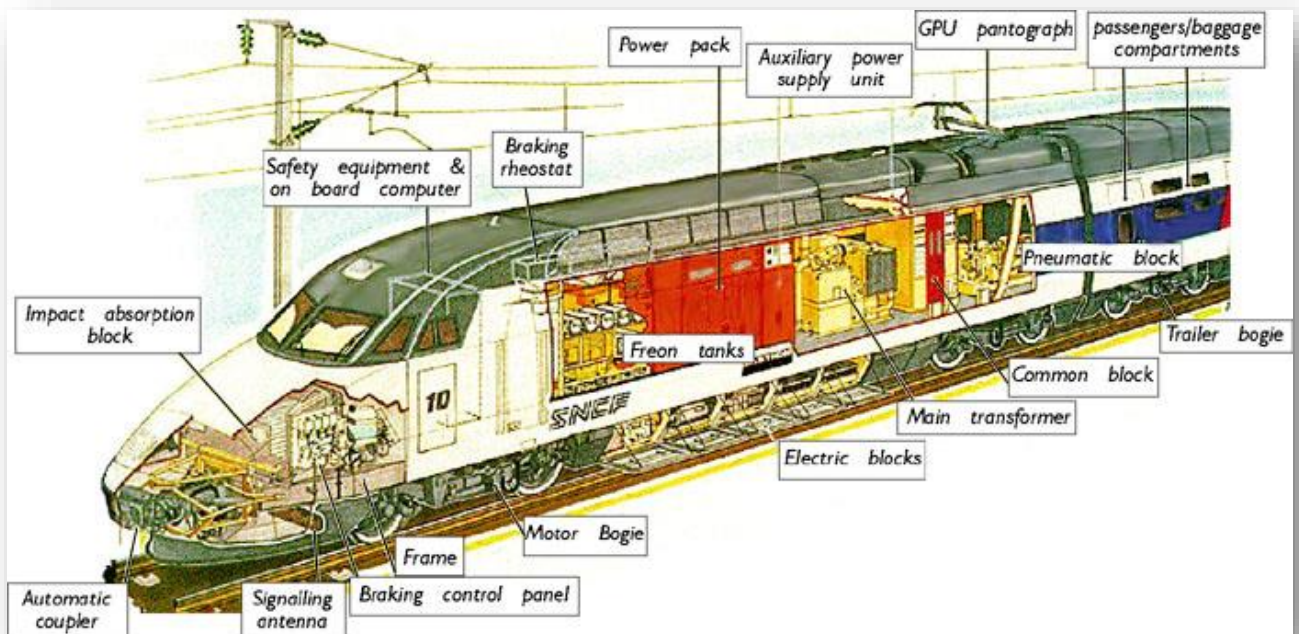 GPU pantograph
passengers/baggage
compartments
Power pack
Auxiliary power
supply unit
Braking
rheostat
Safety equipment &
on board computer
Pneumatic block
Impact absorption
block
Trailer bogie
Freon tanks
Common block
10
SNCF
Main transformer
Electric blocks
Motor Bogie
Frame
Automatic
coupler
Signailing
antenna
Braking control panel